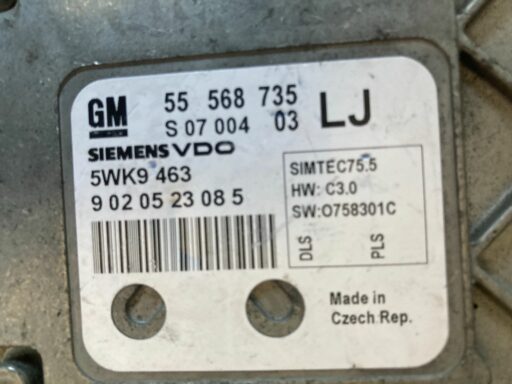 GM 55 568 735 LJ
S 07 004 03
SIEMENS VDO
5WK9 463
9 02 05 23 08 5
SIMTEC75.5
HW: C3.0
SW:O758301C
DLS PLS
Made in
Czech Rep.